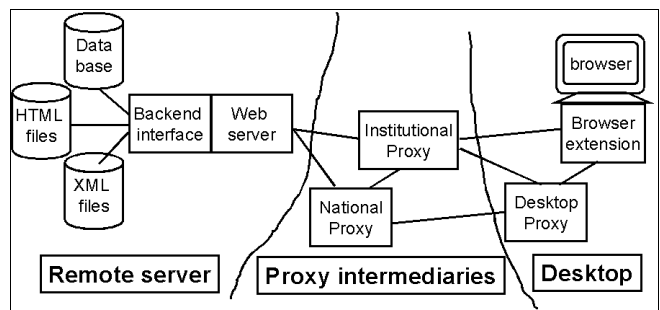 Data
base
HTML
files
XML
files
Backend
interface
Web
server
Institutional
Proxy
National
Proxy
browser
Browser
extension
Desktop
Proxy
Remote server
Proxy intermediaries
Desktop